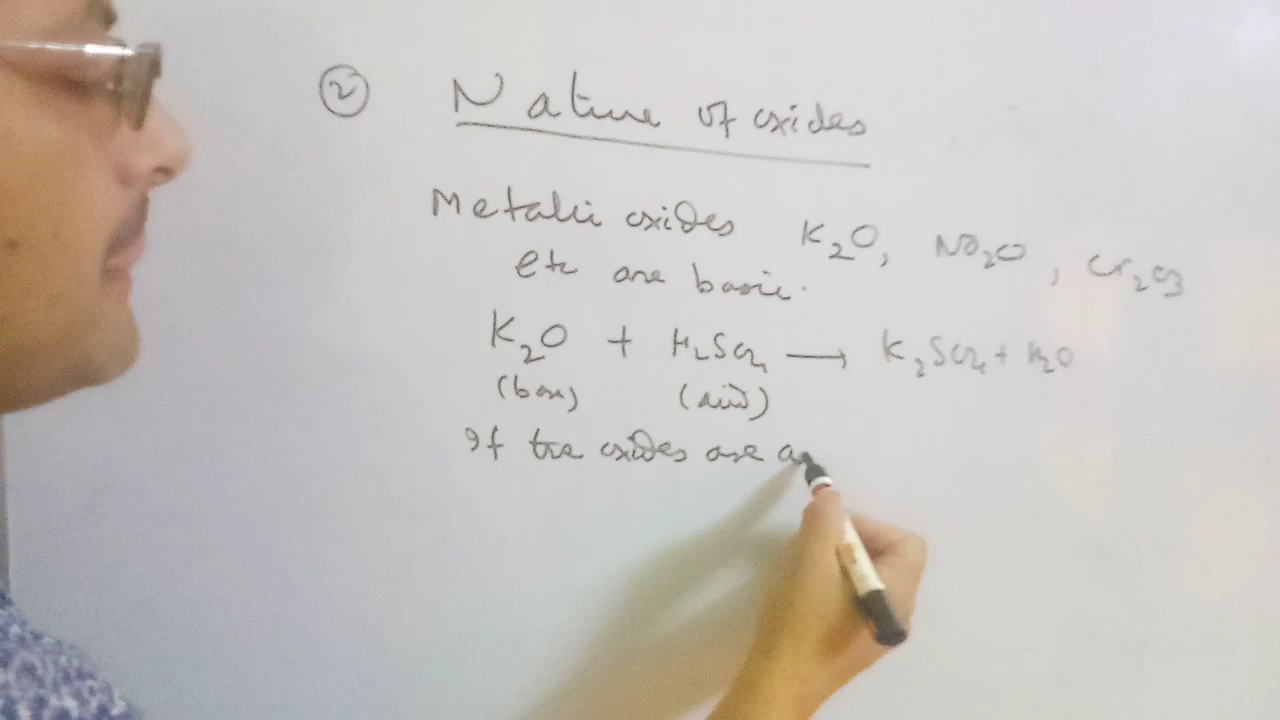 ② Nature of oxides
Metalic oxides K₂O, Na₂O, Cr₂O₃
etc are basic.
K₂O + H₂SO₄ → K₂SO₄ + H₂O
(base) (acid)
If the oxides are a